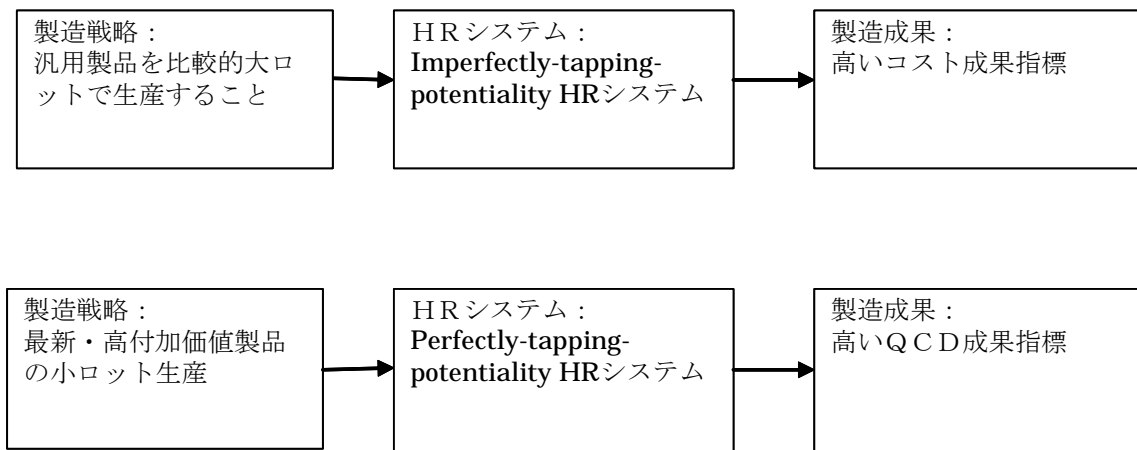 製造戦略：
汎用製品を比較的大ロ
ットで生産すること
ＨＲシステム：
Imperfectly-tapping-
potentiality HRシステム
製造成果：
高いコスト成果指標
製造戦略：
最新・高付加価値製品
の小ロット生産
ＨＲシステム：
Perfectly-tapping-
potentiality HRシステム
製造成果：
高いＱＣＤ成果指標